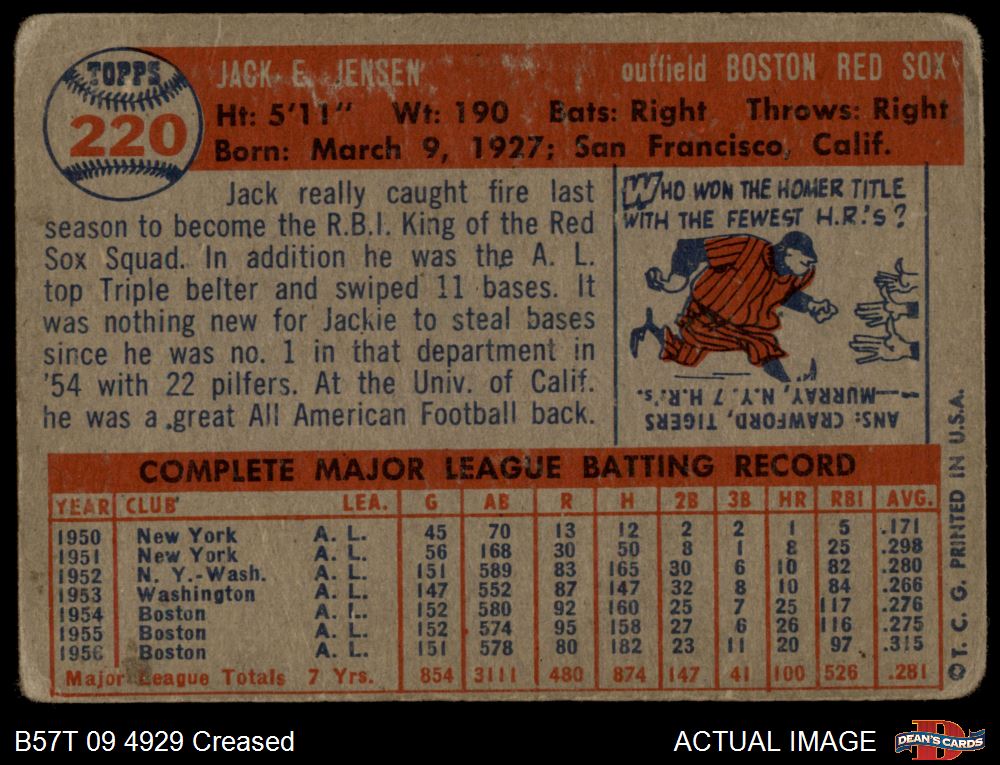 TOPPS
220
JACK E. JENSEN
outfield BOSTON RED SOX
Ht: 5'11" Wt: 190 Bats: Right Throws: Right
Born: March 9, 1927; San Francisco, Calif.
Jack really caught fire last
season to become the R.B.I. King of the Red
Sox Squad. In addition he was the A. L.
top Triple belter and swiped 11 bases. It
was nothing new for Jackie to steal bases
since he was no. 1 in that department in
'54 with 22 pilfers. At the Univ. of Calif.
he was a great All American Football back.
WHO WON THE HOMER TITLE
WITH THE FEWEST H.R.'S?
ANS: CRAWFORD, TIGERS
—MURRAY, N.Y. 7 H.R.'s.
COMPLETE MAJOR LEAGUE BATTING RECORD
YEAR CLUB LEA. G AB R H 2B 3B HR RBI AVG.
1950 New York A. L. 45 70 13 12 2 2 1 5 .171
1951 New York A. L. 56 168 30 50 8 1 8 25 .298
1952 N. Y.-Wash. A. L. 151 589 83 165 30 6 10 82 .280
1953 Washington A. L. 147 552 87 147 32 8 10 84 .266
1954 Boston A. L. 152 580 92 160 25 7 25 117 .276
1955 Boston A. L. 152 574 95 158 27 6 26 116 .275
1956 Boston A. L. 151 578 80 182 23 11 20 97 .315
Major League Totals 7 Yrs. 854 3111 480 874 147 41 100 526 .281
© T. C. G. PRINTED IN U.S.A.
B57T 09 4929 Creased
ACTUAL IMAGE
D
DEAN'S CARDS